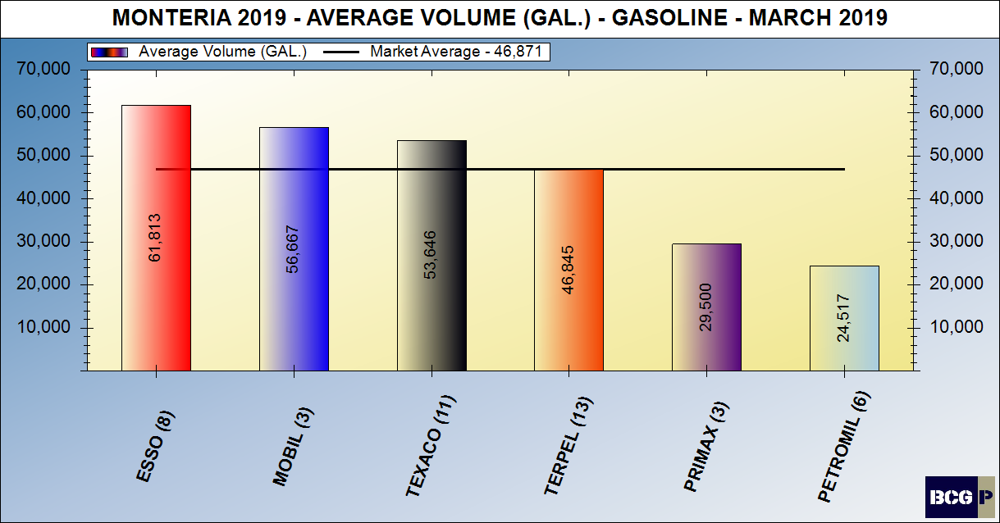 MONTERIA 2019 - AVERAGE VOLUME (GAL.) - GASOLINE - MARCH 2019
Average Volume (GAL.) Market Average - 46,871
70,000 70,000
60,000 60,000
50,000 50,000
40,000 40,000
30,000 30,000
20,000 20,000
10,000 10,000
61,813
56,667
53,646
46,845
29,500
24,517
ESSO (8)
MOBIL (3)
TEXACO (11)
TERPEL (13)
PRIMAX (3)
PETROMIL (6)
BCG P